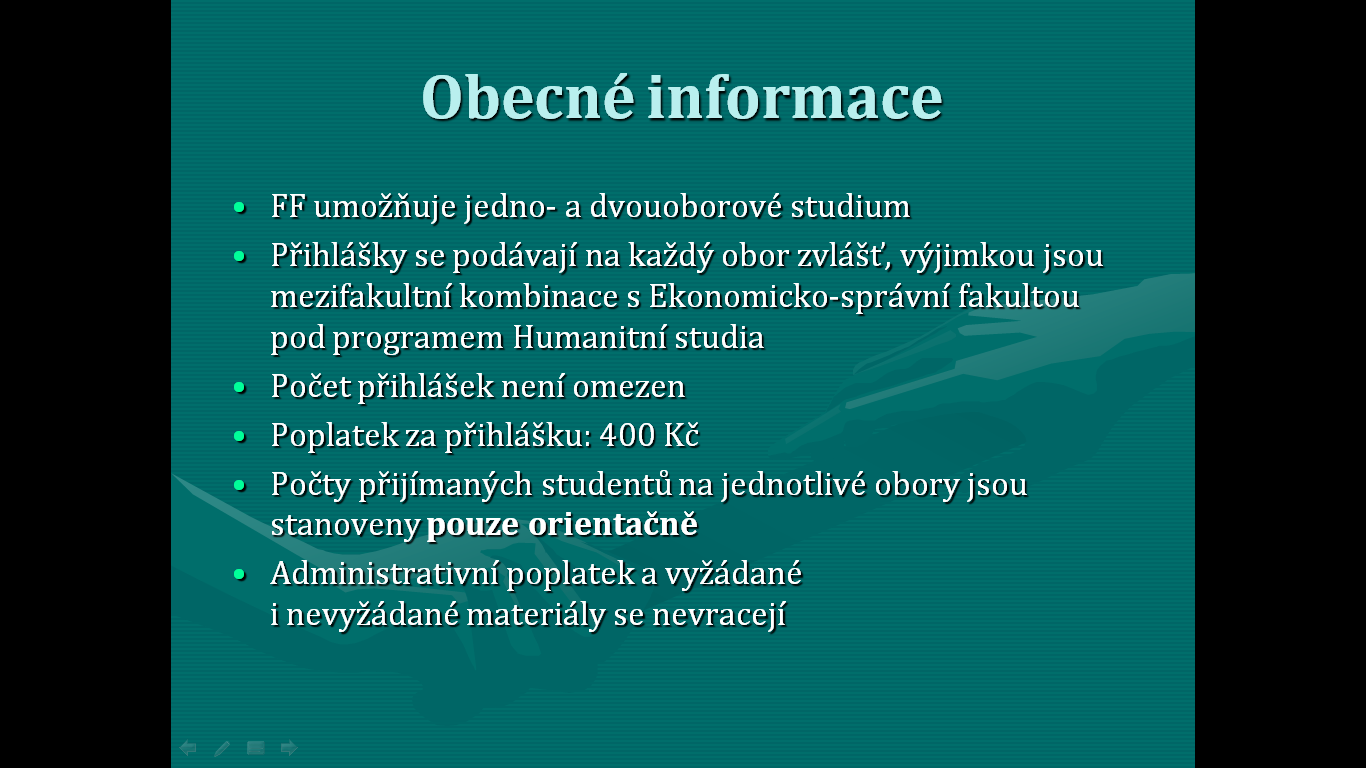 Obecné informace
• FF umožňuje jedno- a dvouoborové studium
• Přihlášky se podávají na každý obor zvlášť, výjimkou jsou
mezifakultní kombinace s Ekonomicko-správní fakultou
pod programem Humanitní studia
• Počet přihlášek není omezen
• Poplatek za přihlášku: 400 Kč
• Počty přijímaných studentů na jednotlivé obory jsou
stanoveny pouze orientačně
• Administrativní poplatek a vyžádané
i nevyžádané materiály se nevracejí